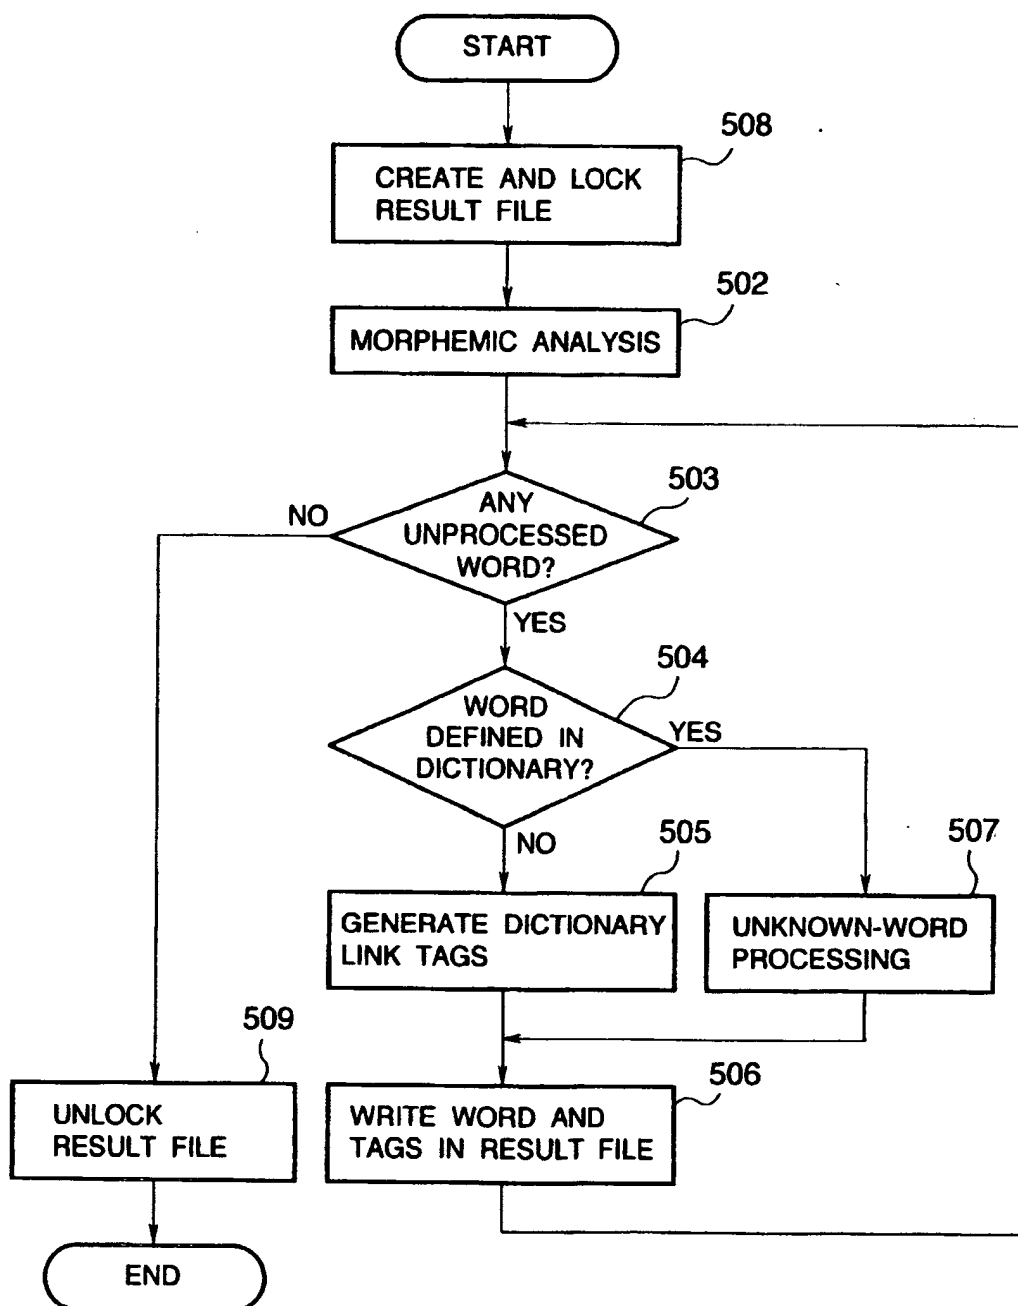 START
508
CREATE AND LOCK
RESULT FILE
502
MORPHEMIC ANALYSIS
503
NO
ANY
UNPROCESSED
WORD?
YES
504
WORD
DEFINED IN
DICTIONARY?
YES
NO
505
507
GENERATE DICTIONARY
LINK TAGS
UNKNOWN-WORD
PROCESSING
509
506
UNLOCK
RESULT FILE
WRITE WORD AND
TAGS IN RESULT FILE
END